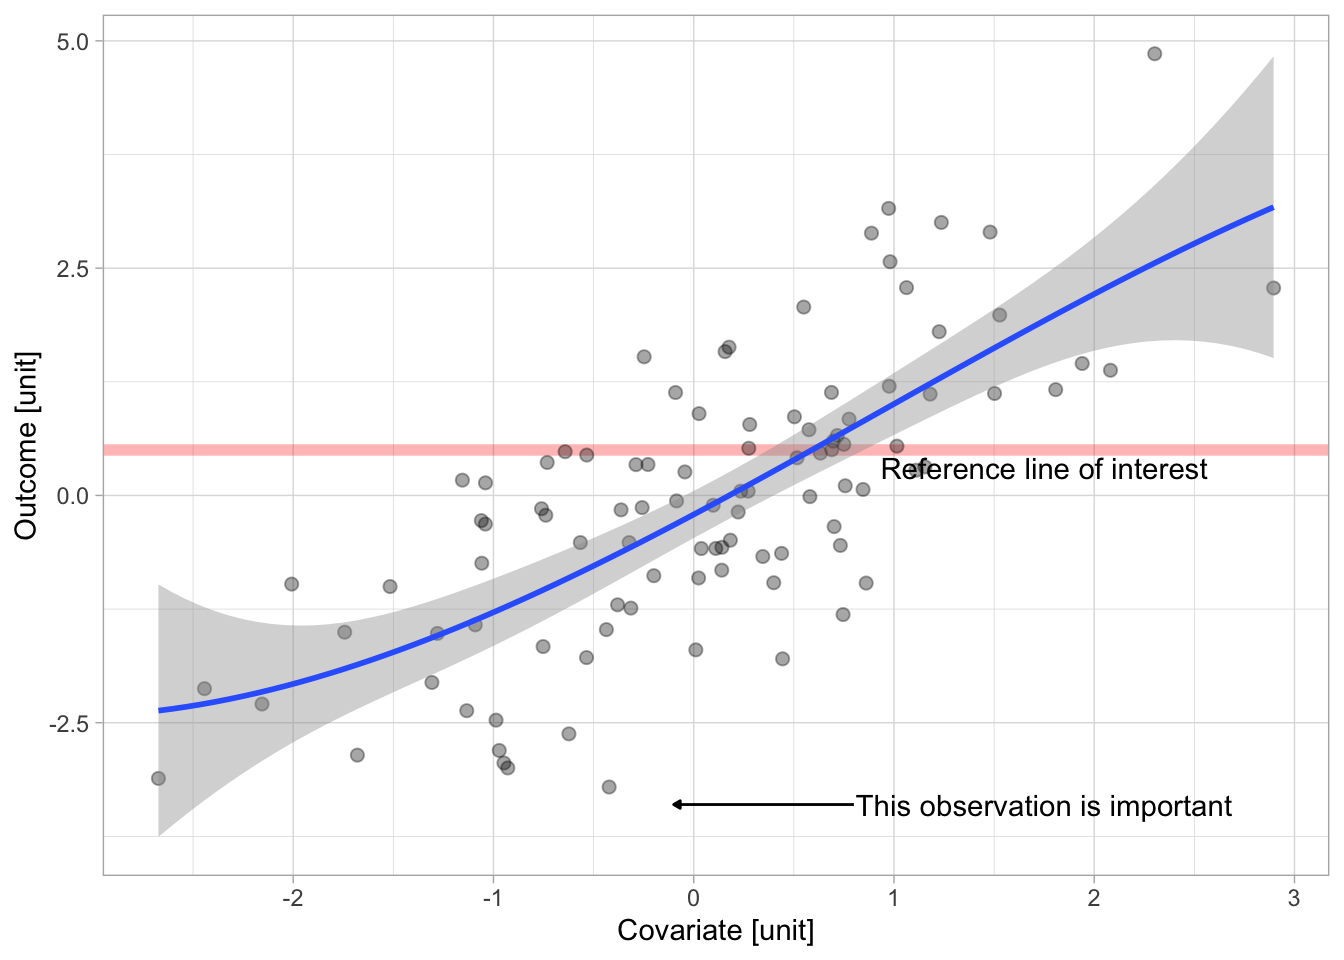 5.0
2.5
0.0
-2.5
Outcome [unit]
Reference line of interest
This observation is important
-2 -1 0 1 2 3
Covariate [unit]